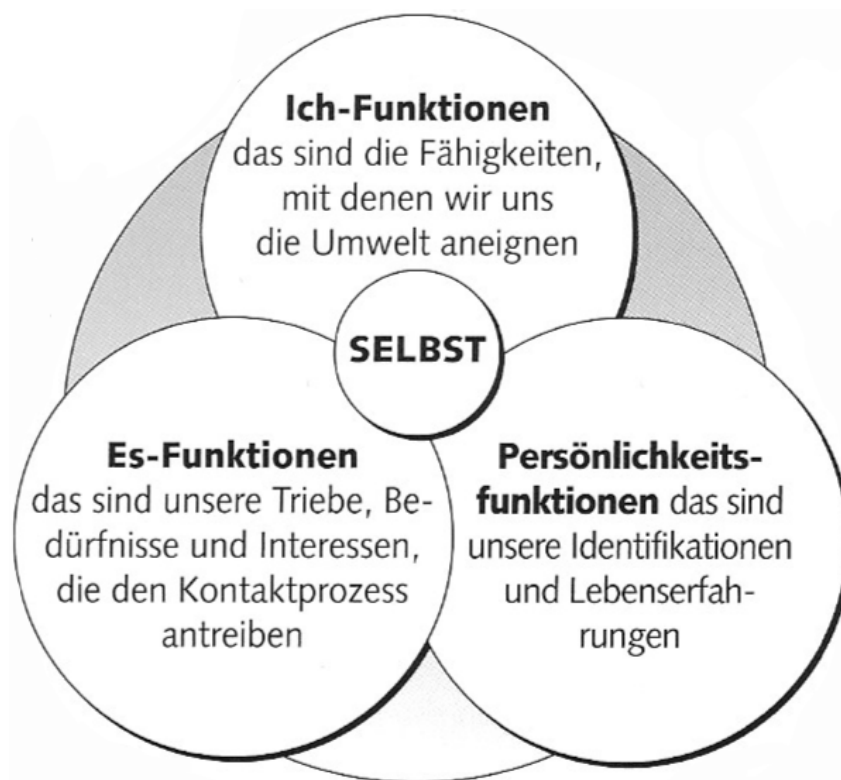 Ich-Funktionen
das sind die Fähigkeiten,
mit denen wir uns
die Umwelt aneignen
SELBST
Es-Funktionen
das sind unsere Triebe, Be-
dürfnisse und Interessen,
die den Kontaktprozess
antreiben
Persönlichkeits-
funktionen das sind
unsere Identifikationen
und Lebenserfah-
rungen